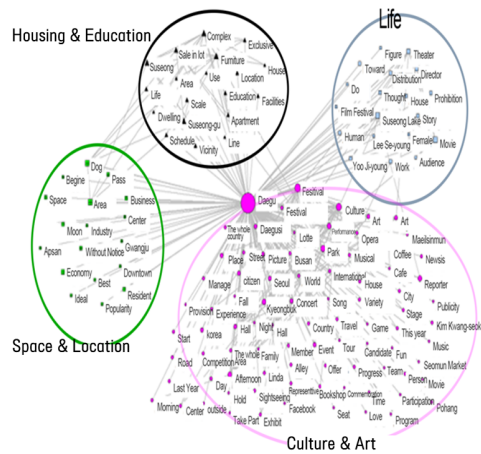 Life
Housing & Education
Complex
Exclusive
Sale in lot
Furniture
Suseong
House
Area
Use
Location
Life
Education
Facilities
Scale
Dwelling
Suseong-gu
Apartment
Schedule
Line
Vicinity
Figure
Theater
Toward
Director
Distribution
Do
Thought
House
Prohibition
Film Festival
Suseong Lake
Story
Human
Lee Se-young
Female
Movie
Yoo Ji-young
Work
Audience
Dog
Begine
Pass
Space
Area
Business
Center
Moon
Industry
Apsan
Without Notice
Gwangju
Economy
Downtown
Best
Ideal
Resident
Popularity
Space & Location
Daegu
Festival
Festival
Culture
Art
Art
The whole country
Daegusi
Performance
Lotte
Opera
Maeilsinmun
Place
Street
Picture
Busan
Park
Musical
Coffee
Newsis
Manage
citizen
Seoul
World
International
House
Cafe
Reporter
Fall
Kyeongbuk
Concert
Song
Variety
City
Publicity
Provision
Experience
Stage
Start
korea
Hall
Night
Hall
Country
Travel
Game
This year
Kim Kwang-seok
Music
Road
Competition
The whole Area
Family
Member
Event
Tour
Candidate
Fun
Seomun Market
Alley
Offer
Progress
Team
Person
Last Year
Day
Afternoon
Linda
Movie
Hold
Sightseeing
Representitive
Bookshop
Commentration
Participation
Morning
Center
outside
Facebook
Time
Pohang
Take Part
Exhibit
Seat
Love
Program
Culture & Art